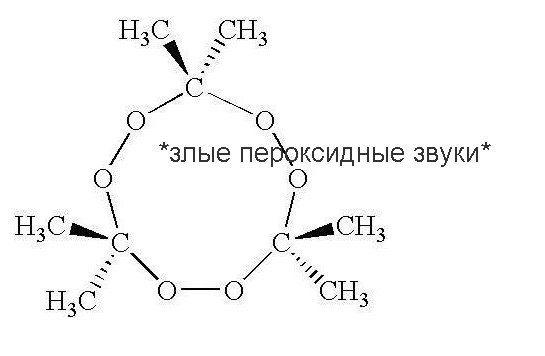 H₃C CH₃
C
O O
*злые пероксидные звуки*
O O
H₃C C C CH₃
H₃C O O CH₃